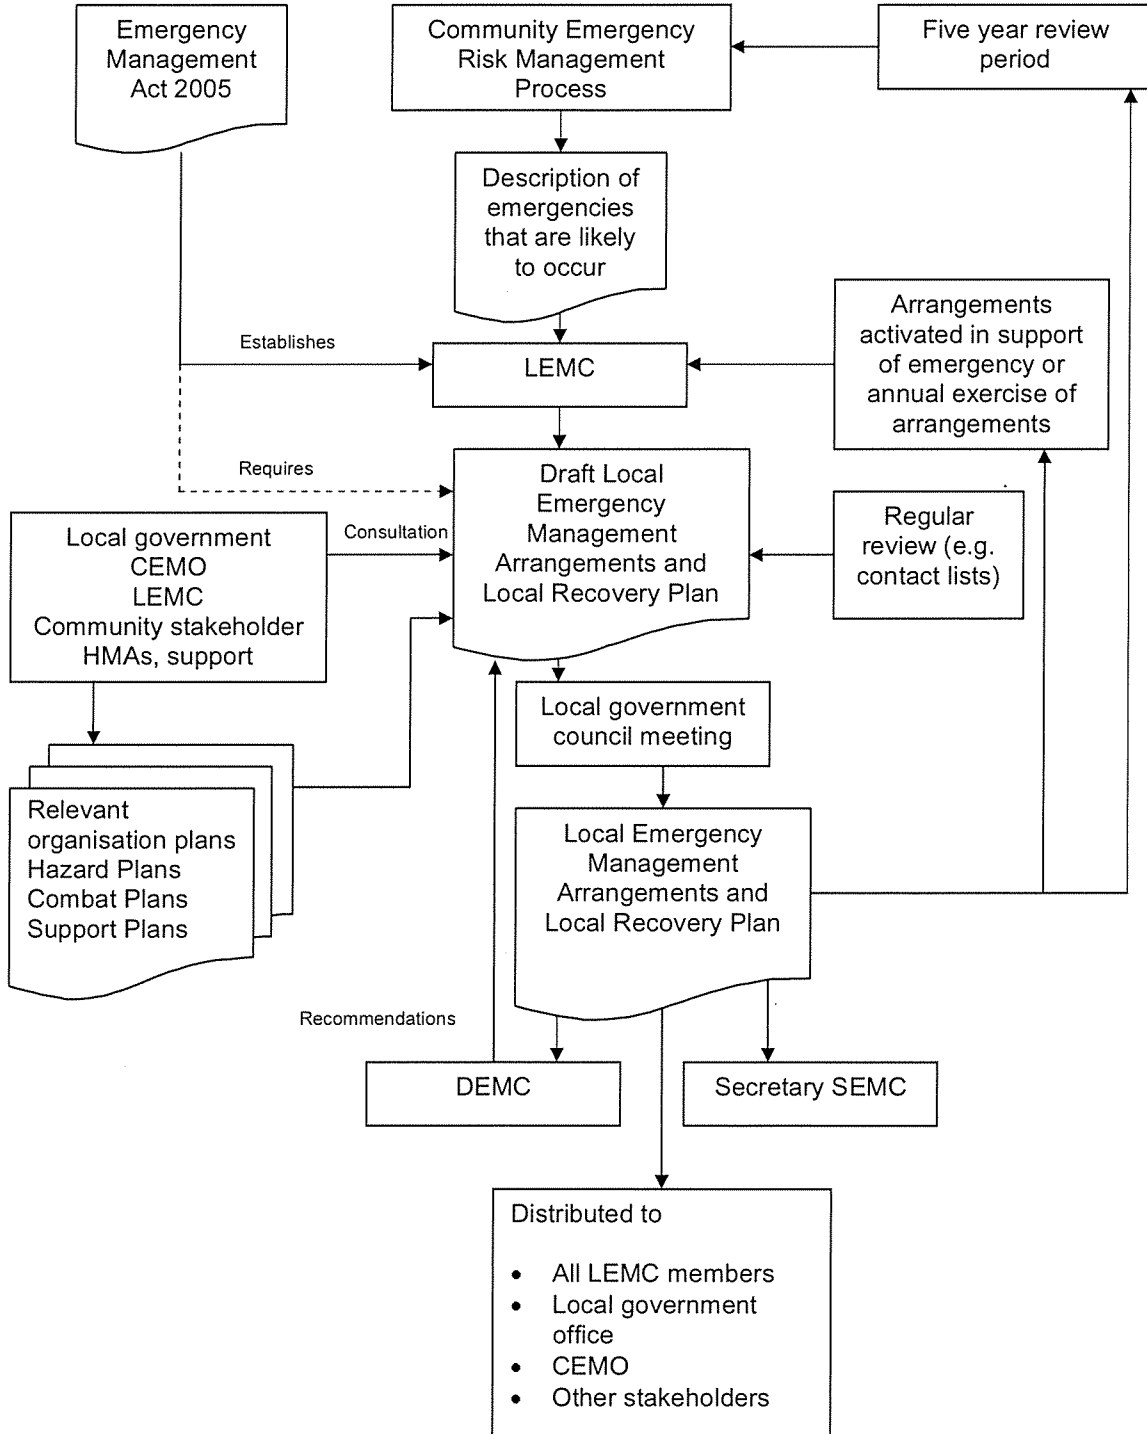 Emergency
Management
Act 2005
Community Emergency
Risk Management
Process
Five year review
period
Description of
emergencies
that are likely
to occur
Arrangements
activated in support
of emergency or
annual exercise of
arrangements
Establishes
LEMC
Requires
Draft Local
Emergency
Management
Arrangements and
Local Recovery Plan
Regular
review (e.g.
contact lists)
Consultation
Local government
CEMO
LEMC
Community stakeholder
HMAs, support
Local government
council meeting
Relevant
organisation plans
Hazard Plans
Combat Plans
Support Plans
Local Emergency
Management
Arrangements and
Local Recovery Plan
Recommendations
DEMC
Secretary SEMC
Distributed to
• All LEMC members
• Local government
office
• CEMO
• Other stakeholders